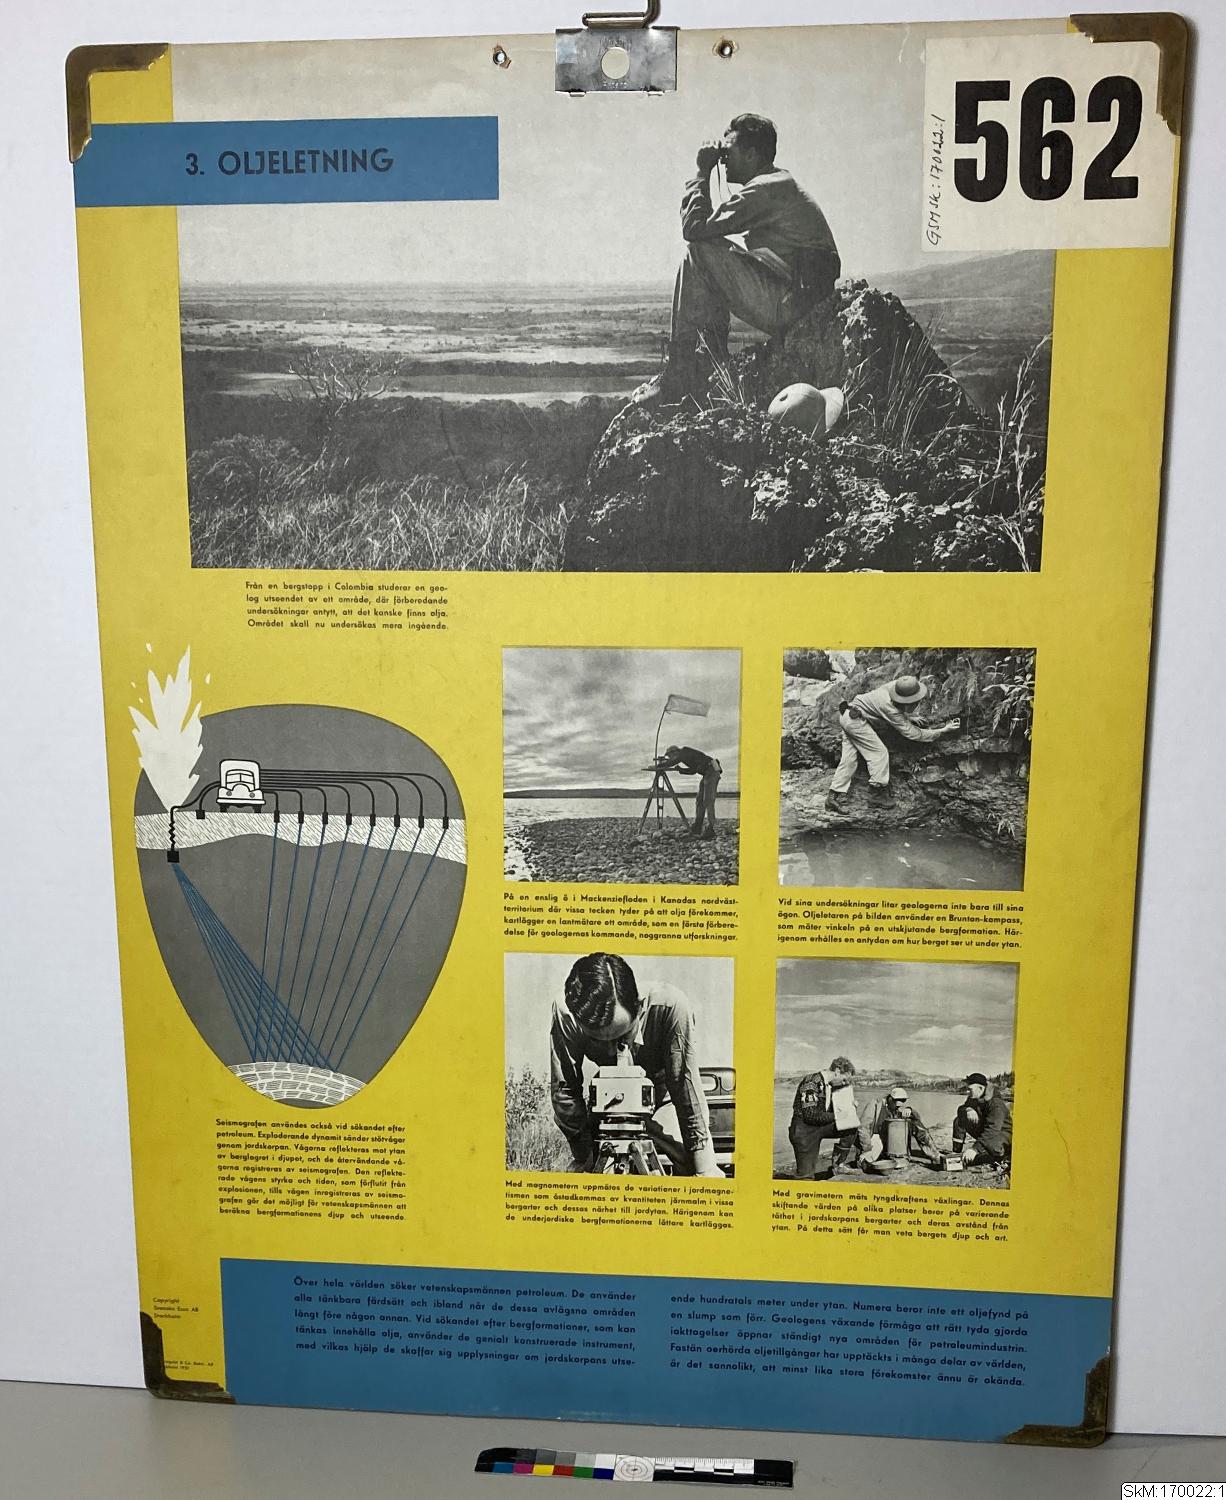 562
GSM SK: 170022:1
3. OLJELETNING
Från en bergstopp i Colombia studerar en geo-
log utseendet av ett område, där förberedande
undersökningar antytt, att det kanske finns olja.
Området skall nu undersökas mera ingående.
På en enslig ö i Mackenziefloden i Kanadas nordväst-
territorium där vissa tecken tyder på att olja förekommer,
kartlägger en lantmätare ett område, som en första förbere-
delse för geologernas kommande, noggranna utforskningar.
Vid sina undersökningar litar geologerna inte bara till sina
ögon. Oljeletaren på bilden använder en Brunton-kompass,
som mäter vinkeln på en utskjutande bergformation. Här-
igenom erhålles en antydan om hur berget ser ut under ytan.
Seismografen användes också vid sökandet efter
petroleum. Exploderande dynamit sänder stötvågor
genom jordskorpan. Vågorna reflekteras mot ytan
av berglagret i djupet, och de återvändande vå-
gorna registreras av seismografen. Den reflekte-
rade vågens styrka och tiden, som förflutit från
explosionen, tills vågen inregistreras av seismo-
grafen gör det möjligt för vetenskapsmännen att
beräkna bergformationens djup och utseende.
Med magnometern uppmätes de variationer i jordmagne-
tismen som åstadkommas av kvantiteten järnmalm i vissa
bergarter och dessas närhet till jordytan. Härigenom kan
de underjordiska bergformationerna lättare kartläggas.
Med gravimetern mäts tyngdkraftens växlingar. Dennas
skiftande värden på olika platser beror på varierande
täthet i jordskorpans bergarter och deras avstånd från
ytan. På detta sätt får man veta bergets djup och art.
Över hela världen söker vetenskapsmännen petroleum. De använder
alla tänkbara färdsätt och ibland når de dessa avlägsna områden
långt före någon annan. Vid sökandet efter bergformationer, som kan
tänkas innehålla olja, använder de genialt konstruerade instrument,
med vilkas hjälp de skaffar sig upplysningar om jordskorpans utse-
ende hundratals meter under ytan. Numera beror inte ett oljefynd på
en slump som förr. Geologens växande förmåga att rätt tyda gjorda
iakttagelser öppnar ständigt nya områden för petroleumindustrin.
Fastän oerhörda oljetillgångar har upptäckts i många delar av världen,
är det sannolikt, att minst lika stora förekomster ännu är okända.
Copyright
Svenska Esso AB
Stockholm
SkM:170022:1